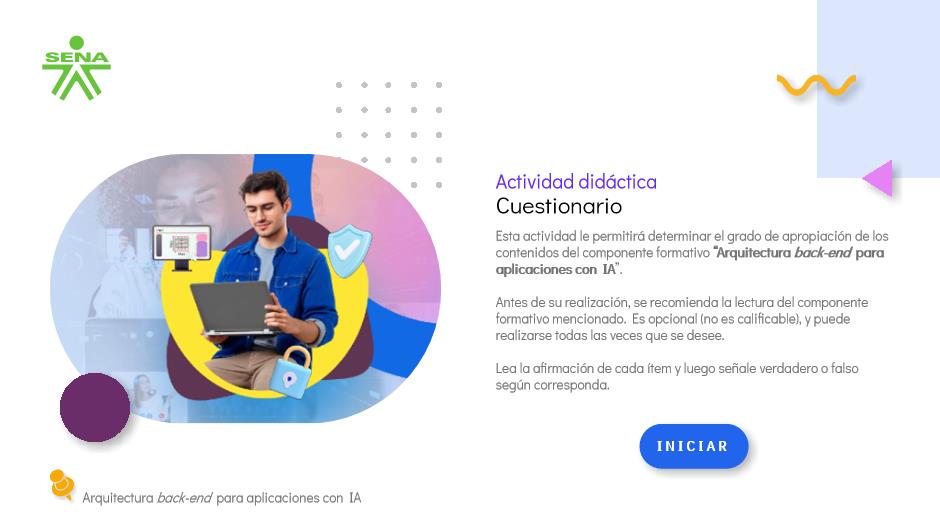 SENA
Actividad didáctica
Cuestionario
Esta actividad le permitirá determinar el grado de apropiación de los
contenidos del componente formativo "Arquitectura back-end para
aplicaciones con IA".
Antes de su realización, se recomienda la lectura del componente
formativo mencionado. Es opcional (no es calificable), y puede
realizarse todas las veces que se desee.
Lea la afirmación de cada ítem y luego señale verdadero o falso
según corresponda.
INICIAR
Arquitectura back-end para aplicaciones con IA